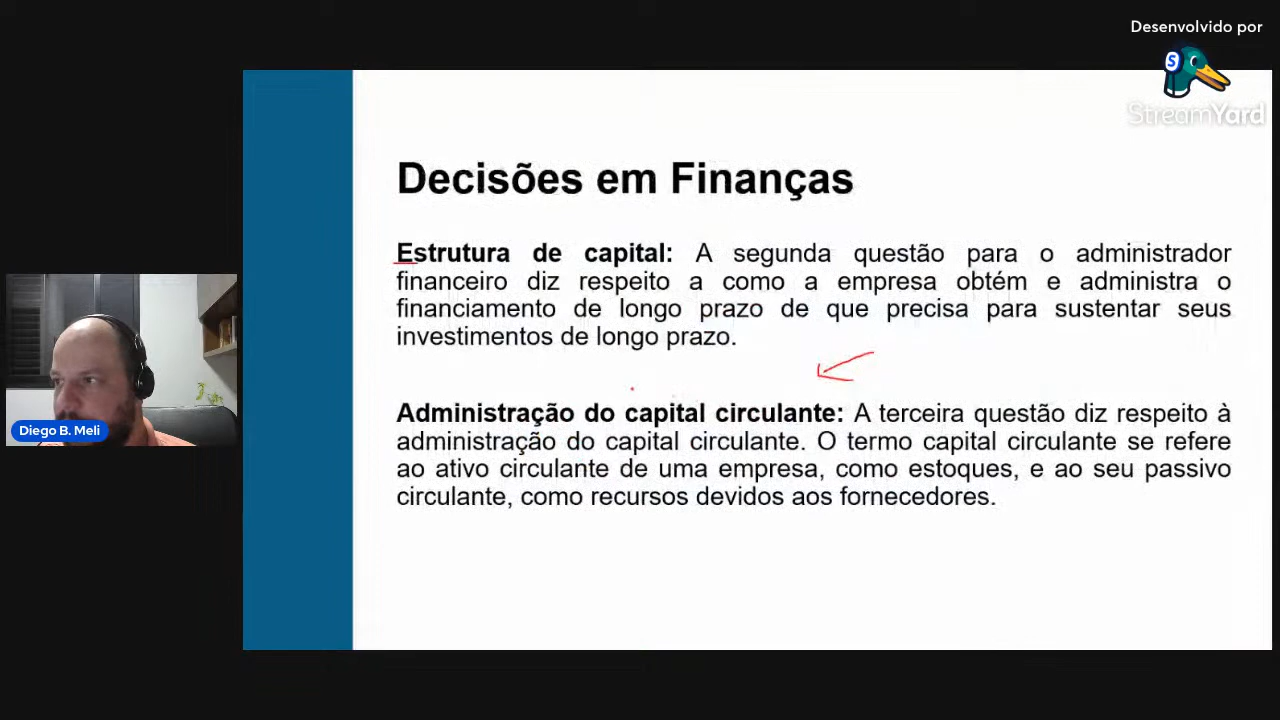 Desenvolvido por
S
StreamYard
Decisões em Finanças
Estrutura de capital: A segunda questão para o administrador
financeiro diz respeito a como a empresa obtém e administra o
financiamento de longo prazo de que precisa para sustentar seus
investimentos de longo prazo.
Administração do capital circulante: A terceira questão diz respeito à
administração do capital circulante. O termo capital circulante se refere
ao ativo circulante de uma empresa, como estoques, e ao seu passivo
circulante, como recursos devidos aos fornecedores.
Diego B. Meli